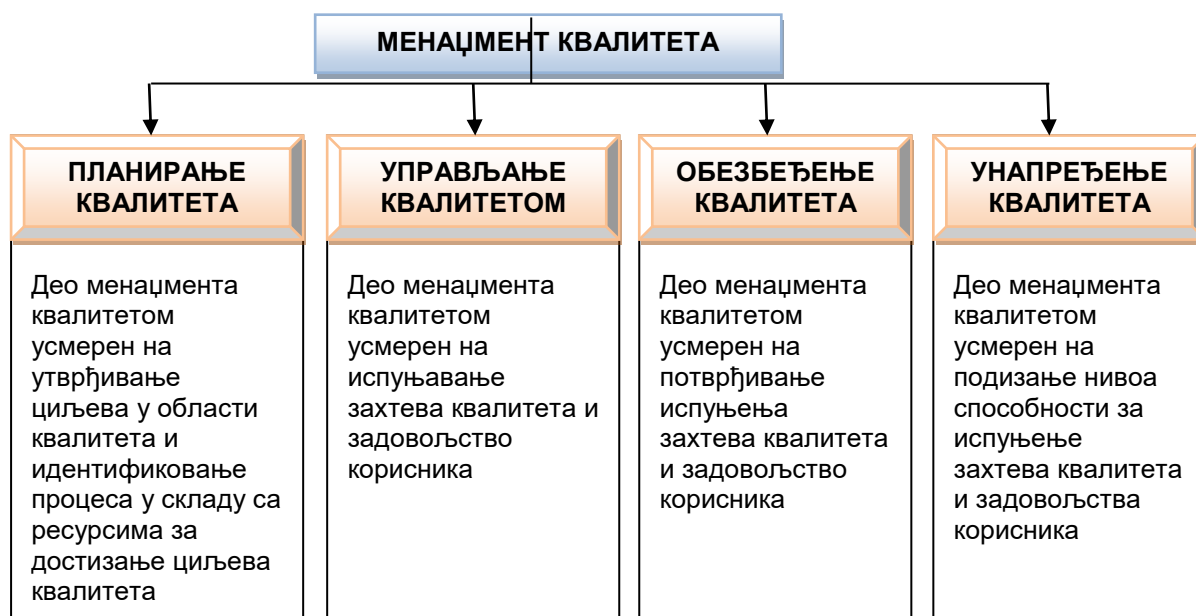 МЕНАЏМЕНТ КВАЛИТЕТА
ПЛАНИРАЊЕ
КВАЛИТЕТА
Део менаџмента
квалитетом
усмерен на
утврђивање
циљева у области
квалитета и
идентификовање
процеса у складу са
ресурсима за
достизање циљева
квалитета
УПРАВЉАЊЕ
КВАЛИТЕТОМ
Део менаџмента
квалитетом
усмерен на
испуњавање
захтева квалитета и
задовољство
корисника
ОБЕЗБЕЂЕЊЕ
КВАЛИТЕТА
Део менаџмента
квалитетом
усмерен на
потврђивање
испуњења
захтева квалитета
и задовољство
корисника
УНАПРЕЂЕЊЕ
КВАЛИТЕТА
Део менаџмента
квалитетом
усмерен на
подизање нивоа
способности за
испуњење
захтева квалитета
и задовољства
корисника